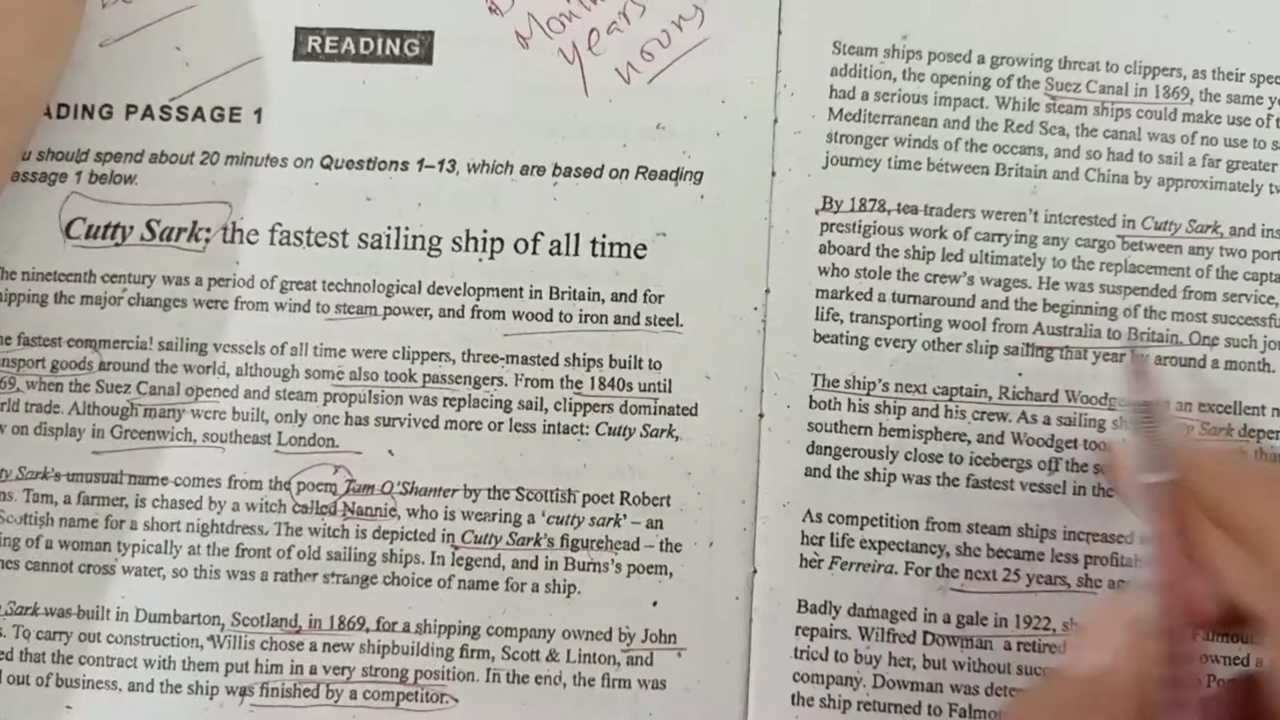 Months
years
hours
READING
ADING PASSAGE 1
u should spend about 20 minutes on Questions 1–13, which are based on Reading
assage 1 below.
Cutty Sark: the fastest sailing ship of all time
he nineteenth century was a period of great technological development in Britain, and for
ipping the major changes were from wind to steam power, and from wood to iron and steel.
e fastest commercial sailing vessels of all time were clippers, three-masted ships built to
nsport goods around the world, although some also took passengers. From the 1840s until
69, when the Suez Canal opened and steam propulsion was replacing sail, clippers dominated
rld trade. Although many were built, only one has survived more or less intact: Cutty Sark,
w on display in Greenwich, southeast London.
ty Sark's unusual name comes from the poem Tam O'Shanter by the Scottish poet Robert
ns. Tam, a farmer, is chased by a witch called Nannie, who is wearing a 'cutty sark' – an
Scottish name for a short nightdress. The witch is depicted in Cutty Sark's figurehead – the
ing of a woman typically at the front of old sailing ships. In legend, and in Burns's poem,
hes cannot cross water, so this was a rather strange choice of name for a ship.
Sark was built in Dumbarton, Scotland, in 1869, for a shipping company owned by John
s. To carry out construction, Willis chose a new shipbuilding firm, Scott & Linton, and
ed that the contract with them put him in a very strong position. In the end, the firm was
out of business, and the ship was finished by a competitor.
Steam ships posed a growing threat to clippers, as their spee
addition, the opening of the Suez Canal in 1869, the same ye
had a serious impact. While steam ships could make use of t
Mediterranean and the Red Sea, the canal was of no use to s
stronger winds of the oceans, and so had to sail a far greater
journey time between Britain and China by approximately tw
By 1878, tea traders weren't interested in Cutty Sark, and ins
prestigious work of carrying any cargo between any two port
aboard the ship led ultimately to the replacement of the capta
who stole the crew's wages. He was suspended from service,
marked a turnaround and the beginning of the most successfu
life, transporting wool from Australia to Britain. One such jou
beating every other ship sailing that year by around a month.
The ship's next captain, Richard Woodge an excellent n
both his ship and his crew. As a sailing sh y Sark depen
southern hemisphere, and Woodget too tha
dangerously close to icebergs off the s
and the ship was the fastest vessel in the
As competition from steam ships increased
her life expectancy, she became less profitab
her Ferreira. For the next 25 years, she
Badly damaged in a gale in 1922, sh Falmou
repairs. Wilfred Dowman a retired owned a
tried to buy her, but without succ Por
company. Dowman was dete
the ship returned to Falmo